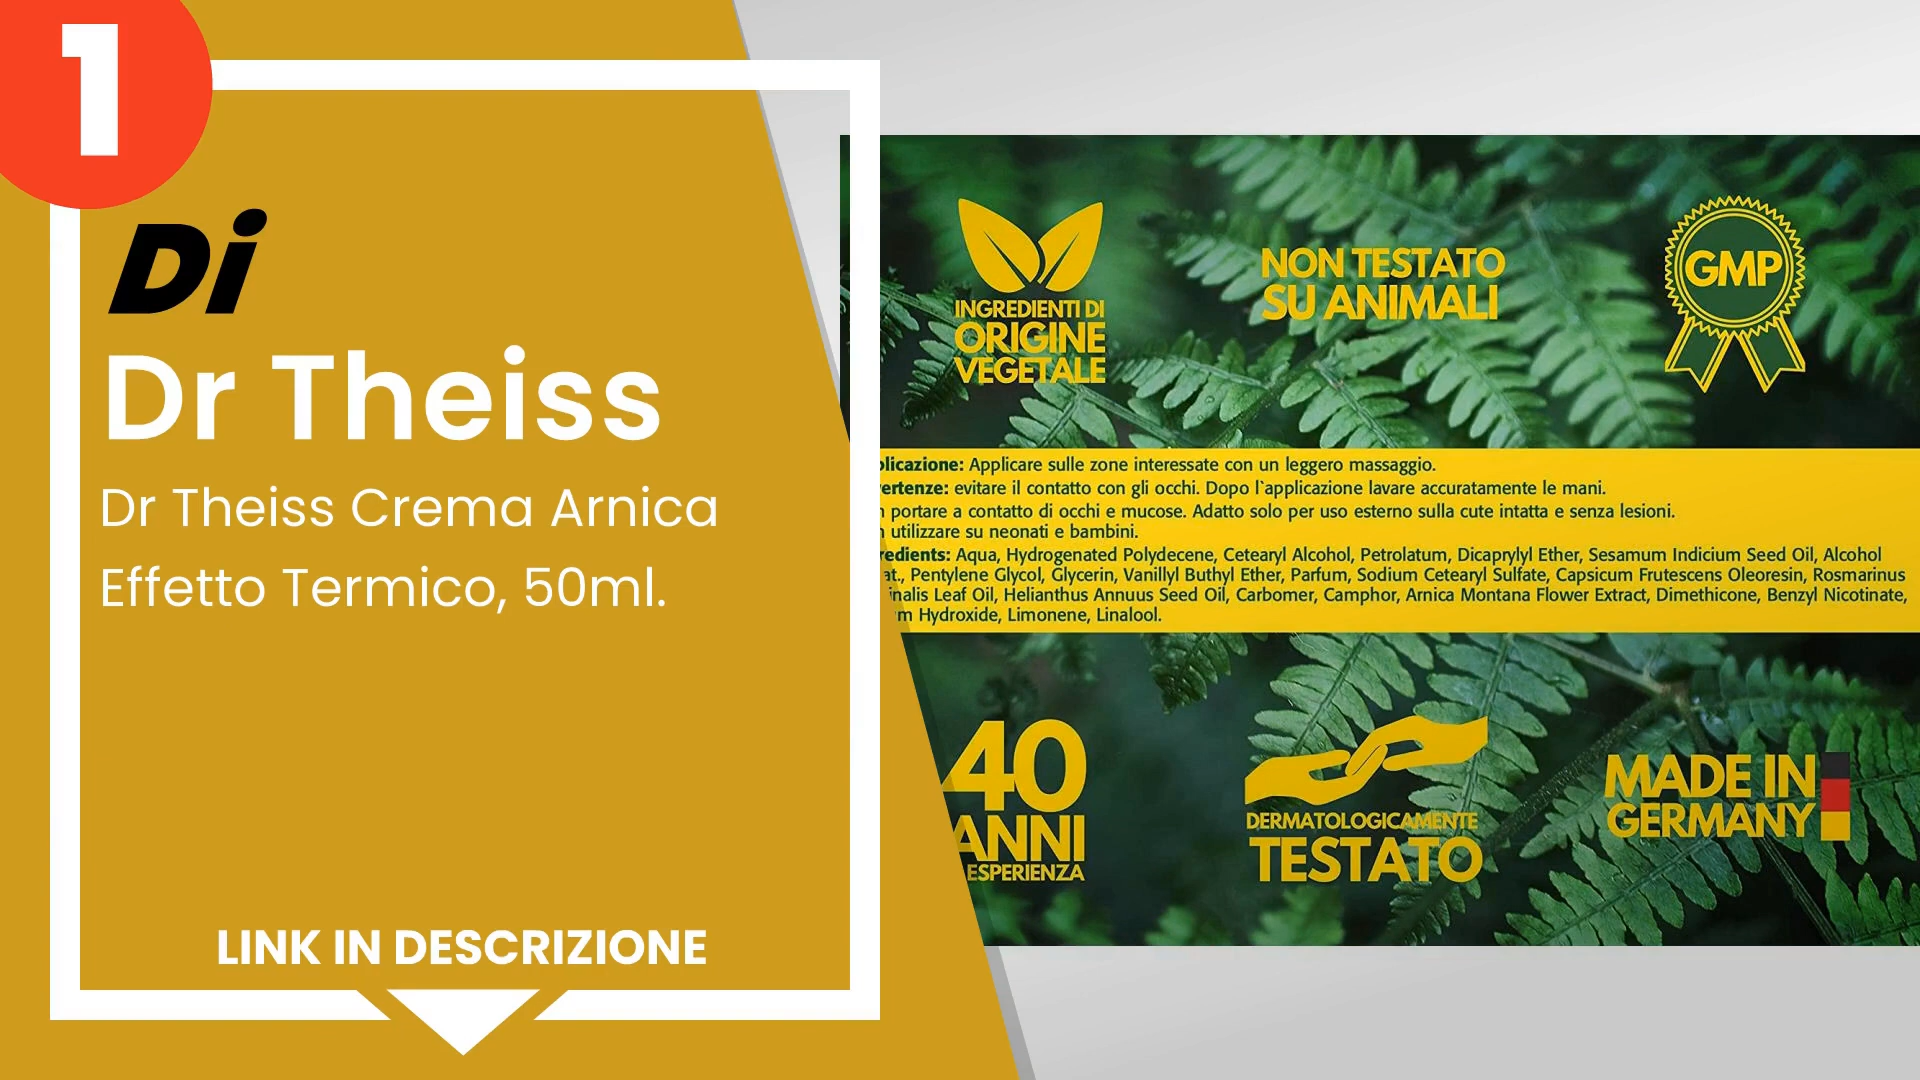 1
Di
Dr Theiss
Dr Theiss Crema Arnica
Effetto Termico, 50ml.
LINK IN DESCRIZIONE
INGREDIENTI DI
ORIGINE
VEGETALE
NON TESTATO
SU ANIMALI
GMP
plicazione: Applicare sulle zone interessate con un leggero massaggio.
ertenze: evitare il contatto con gli occhi. Dopo l`applicazione lavare accuratamente le mani.
portare a contatto di occhi e mucose. Adatto solo per uso esterno sulla cute intatta e senza lesioni.
utilizzare su neonati e bambini.
redients: Aqua, Hydrogenated Polydecene, Cetearyl Alcohol, Petrolatum, Dicaprylyl Ether, Sesamum Indicium Seed Oil, Alcohol
at., Pentylene Glycol, Glycerin, Vanillyl Buthyl Ether, Parfum, Sodium Cetearyl Sulfate, Capsicum Frutescens Oleoresin, Rosmarinus
inalis Leaf Oil, Helianthus Annuus Seed Oil, Carbomer, Camphor, Arnica Montana Flower Extract, Dimethicone, Benzyl Nicotinate,
m Hydroxide, Limonene, Linalool.
40
ANNI
ESPERIENZA
DERMATOLOGICAMENTE
TESTATO
MADE IN
GERMANY